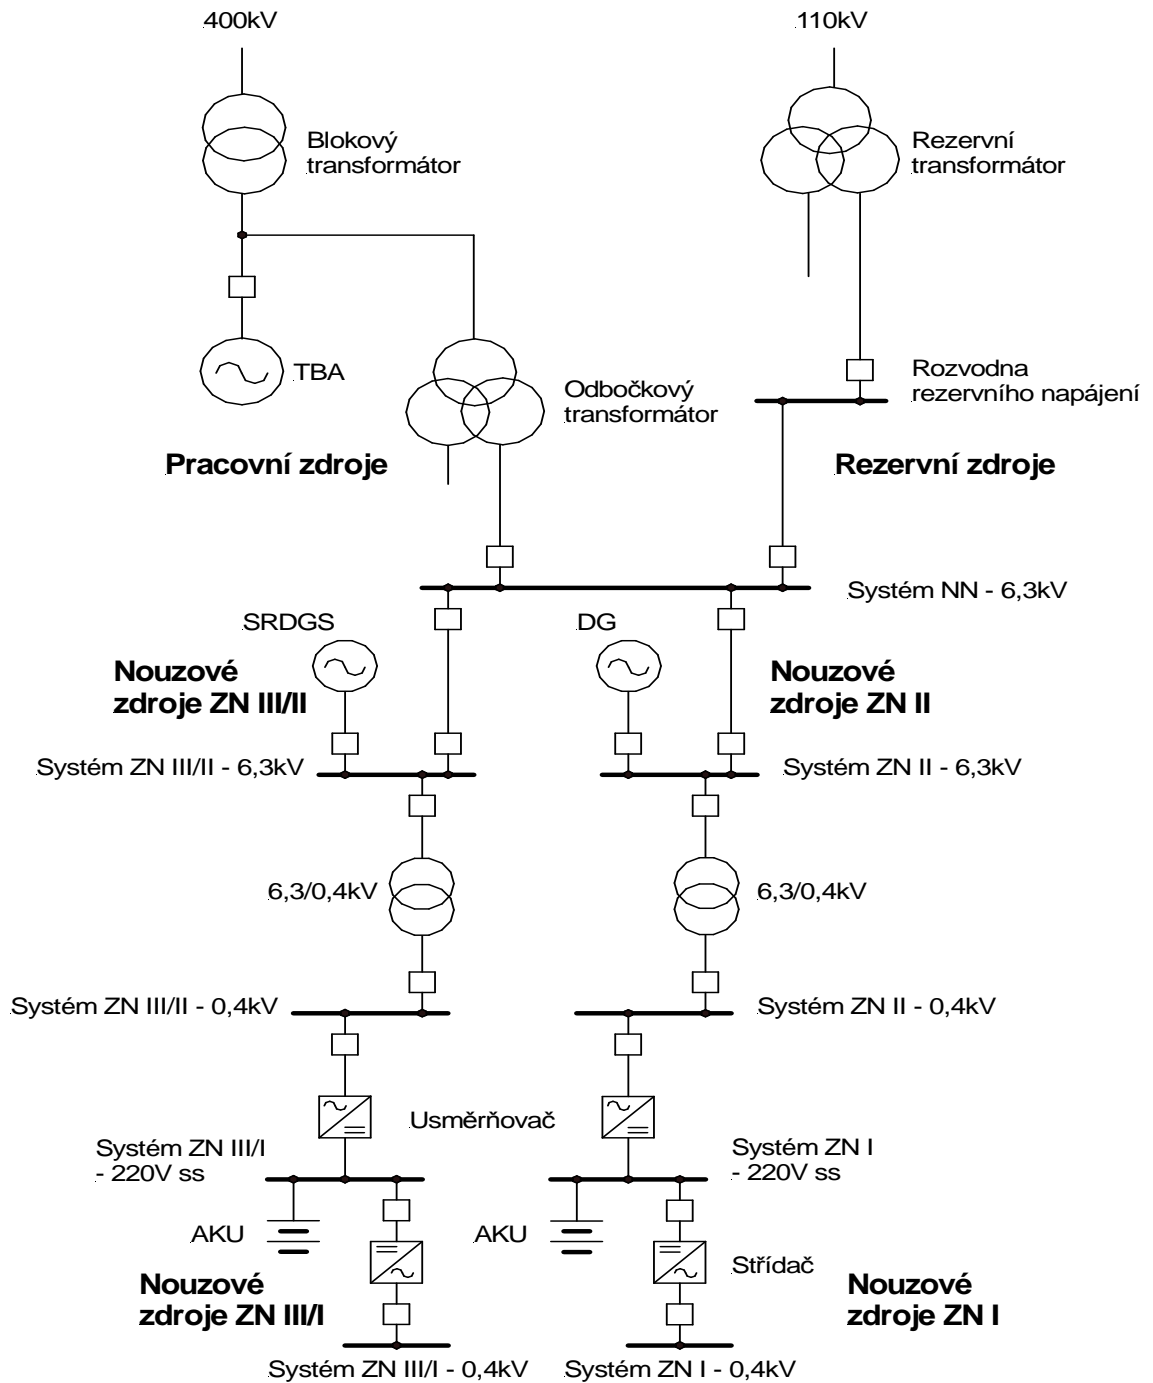 400kV
110kV
Blokový
transformátor
Rezervní
transformátor
TBA
Odbočkový
transformátor
Rozvodna
rezervního napájení
Pracovní zdroje
Rezervní zdroje
Systém NN - 6,3kV
SRDGS
DG
Nouzové
zdroje ZN III/II
Nouzové
zdroje ZN II
Systém ZN III/II - 6,3kV
Systém ZN II - 6,3kV
6,3/0,4kV
6,3/0,4kV
Systém ZN III/II - 0,4kV
Systém ZN II - 0,4kV
Usměrňovač
Systém ZN III/I
- 220V ss
Systém ZN I
- 220V ss
AKU
AKU
Střídač
Nouzové
zdroje ZN III/I
Nouzové
zdroje ZN I
Systém ZN III/I - 0,4kV
Systém ZN I - 0,4kV